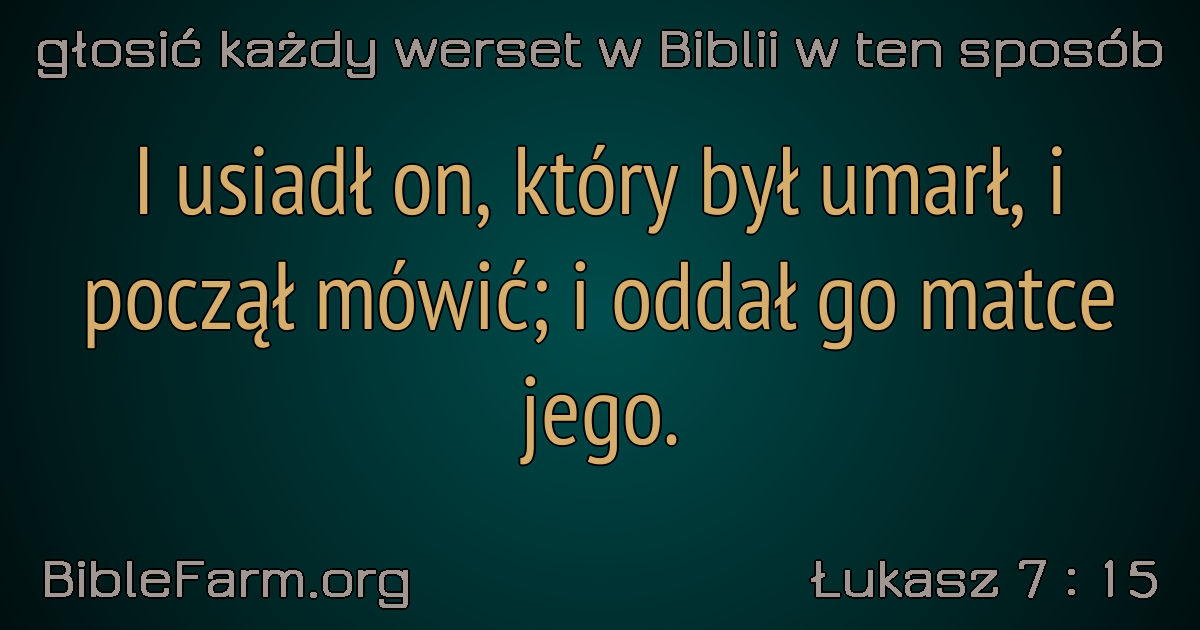 głosić każdy werset w Biblii w ten sposób
I usiadł on, który był umarł, i
począł mówić; i oddał go matce
jego.
BibleFarm.org
Łukasz 7 : 15